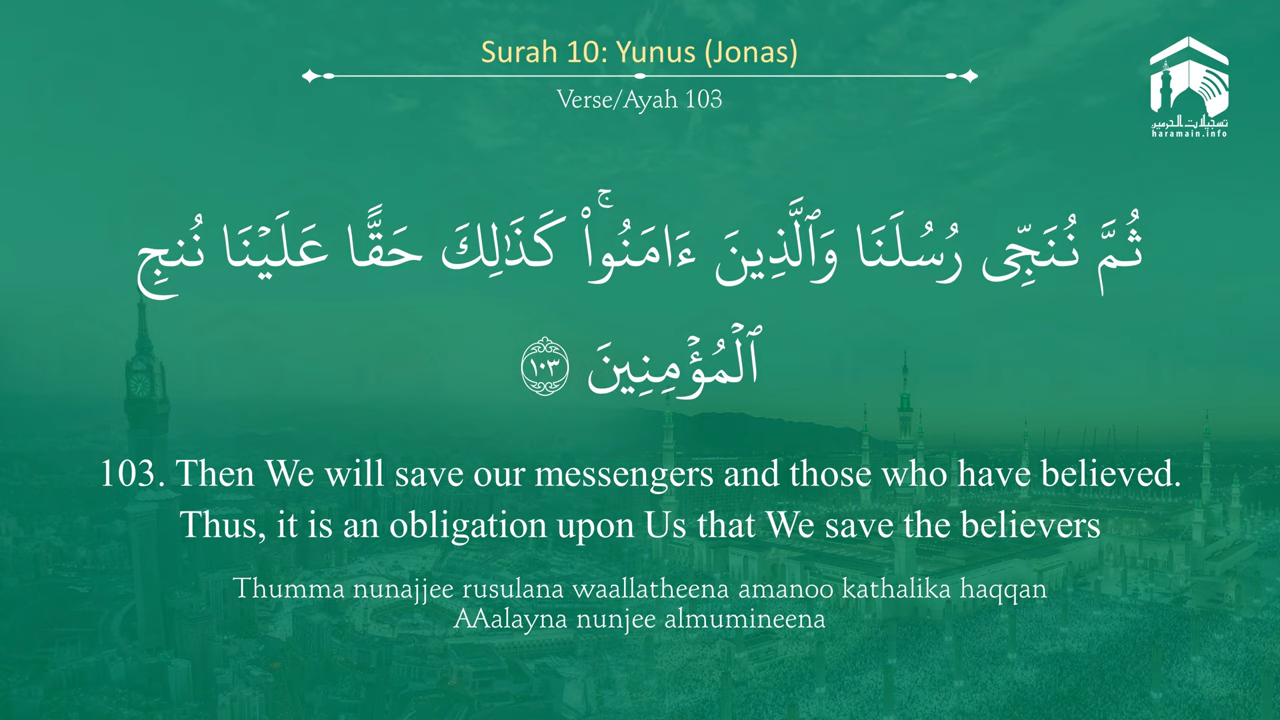 Surah 10: Yunus (Jonas)
Verse/Ayah 103
تسجيلات الحرمين
haramain.info
ثُمَّ نُنَجِّى رُسُلَنَا وَٱلَّذِينَ ءَامَنُوا۟ ۚ كَذَٰلِكَ حَقًّا عَلَيْنَا نُنجِ
ٱلْمُؤْمِنِينَ ١٠٣
103. Then We will save our messengers and those who have believed.
Thus, it is an obligation upon Us that We save the believers
Thumma nunajjee rusulana waallatheena amanoo kathalika haqqan
AAalayna nunjee almumineena